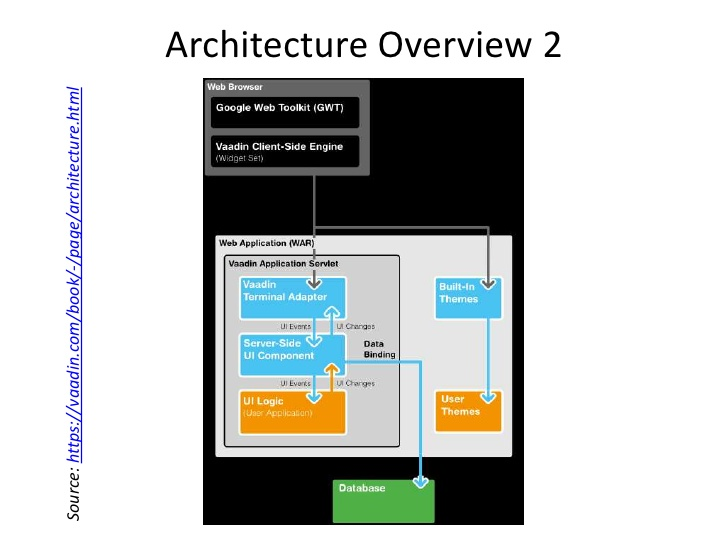 Architecture Overview 2
Source: https://vaadin.com/book/-/page/architecture.html
Web Browser
Google Web Toolkit (GWT)
Vaadin Client-Side Engine
(Widget Set)
Web Application (WAR)
Vaadin Application Servlet
Vaadin
Terminal Adapter
Built-In
Themes
UI Events
UI Changes
Server-Side
UI Component
Data
Binding
UI Events
UI Changes
UI Logic
(User Application)
User
Themes
Database